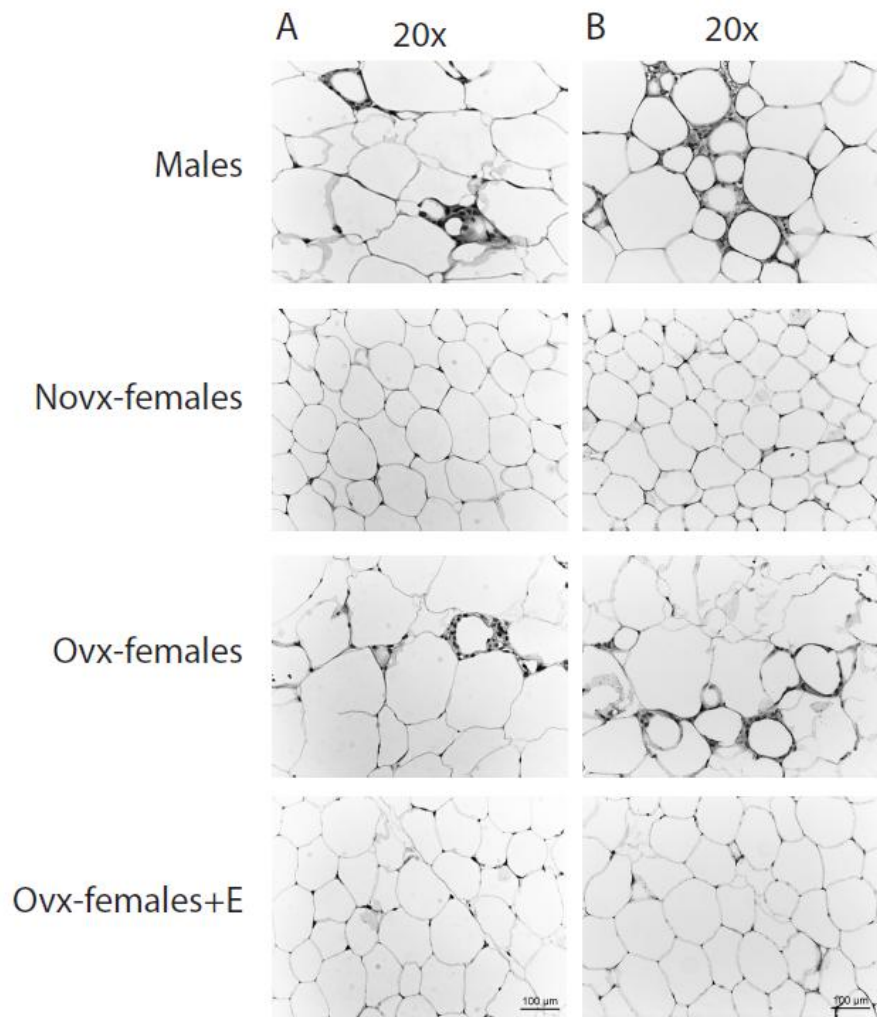 A
B
20x
20x
Males
Novx-females
Ovx-females
Ovx-females+E
100 µm
100 µm